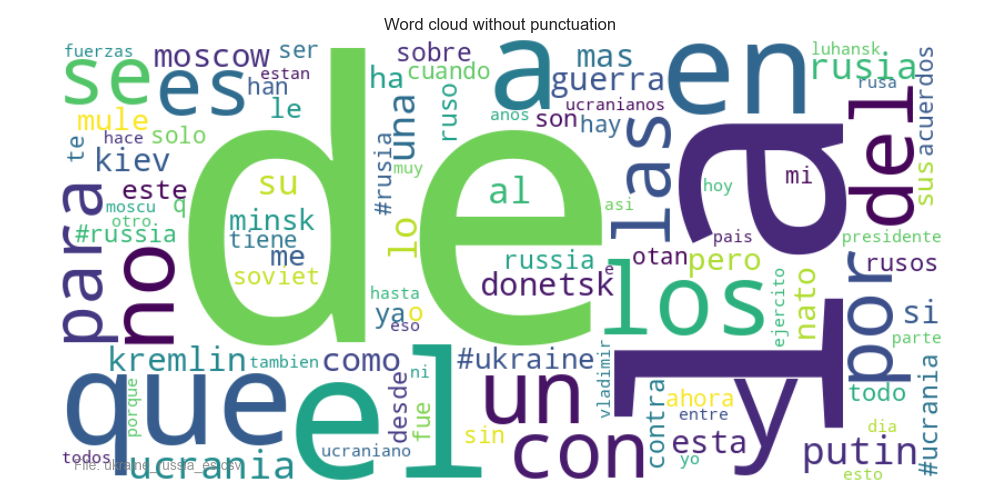 Word cloud without punctuation
fuerzas
moscow
ser
sobre
a
mas
en
luhansk
rusia
se
es
estan
han
ha
cuando
guerra
rusa
acuerdos
mule
le
una
ruso
anos
ucranianos
son
hay
las
la
del
te
hace
solo
kiev
#rusia
muy
de
para
este
su
al
hoy
mi
sus
moscu
q
otro
#russia
no
minsk
tiene
me
lo
asi
pais
presidente
soviet
russia
e
otan
pero
rusos
donetsk
los
hasta
ya
o
eso
ejercito
nato
por
si
parte
kremlin
tambien
como
#ukraine
vladimir
que
porque
el
desde
ni
fue
un
y
contra
ahora
entre
todo
#ucrania
sin
con
esta
dia
putin
todos
ucrania
ucraniano
yo
esto
File: ukraine_russia_es.csv